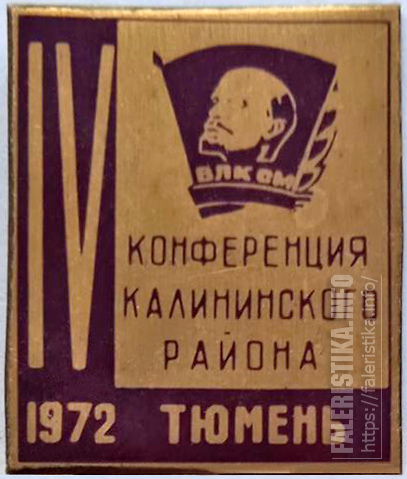 IV
ВЛКСМ
КОНФЕРЕНЦИЯ
КАЛИНИНСКОГО
РАЙОНА
1972 ТЮМЕНЬ
FALERISTIKA.INFO
https://faleristika.info/